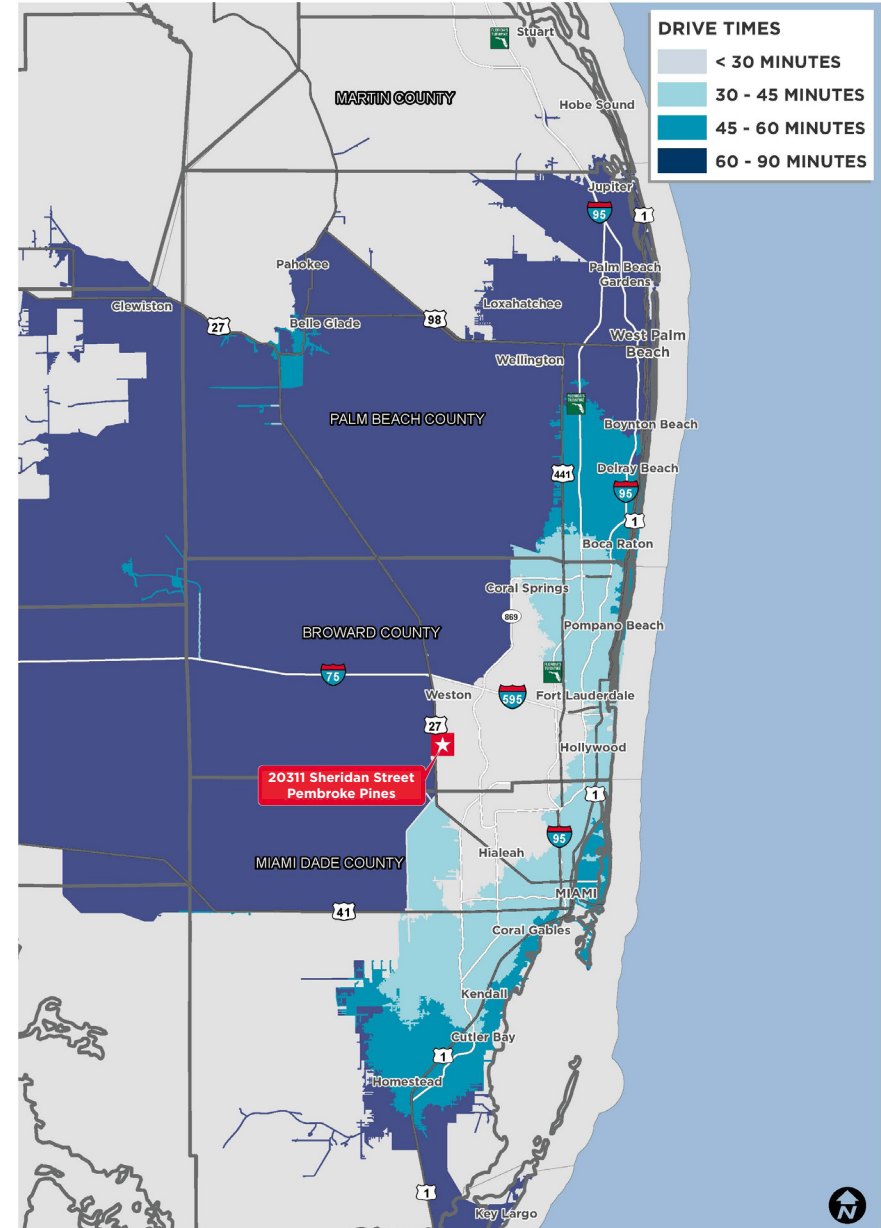 DRIVE TIMES
< 30 MINUTES
30 - 45 MINUTES
45 - 60 MINUTES
60 - 90 MINUTES
Stuart
MARTIN COUNTY
Hobe Sound
Jupiter
95
1
Pahokee
Palm Beach
Gardens
Clewiston
Loxahatchee
27
Belle Glade
98
West Palm
Beach
Wellington
PALM BEACH COUNTY
Boynton Beach
441
Delray Beach
95
1
Boca Raton
Coral Springs
869
Pompano Beach
BROWARD COUNTY
75
Weston
595
Fort Lauderdale
27
Hollywood
20311 Sheridan Street
Pembroke Pines
1
95
Hialeah
MIAMI DADE COUNTY
MIAMI
41
Coral Gables
Kendall
Cutler Bay
1
Homestead
1
Key Largo
N